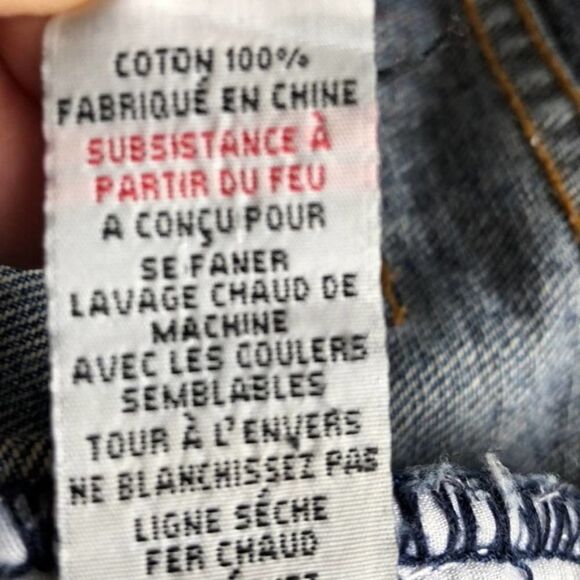 COTON 100%
FABRIQUÉ EN CHINE
SUBSISTANCE À
PARTIR DU FEU
A CONÇU POUR
SE FANER
LAVAGE CHAUD DE
MACHINE
AVEC LES COULERS
SEMBLABLES
TOUR À L'ENVERS
NE BLANCHISSEZ PAS
LIGNE SÉCHE
FER CHAUD